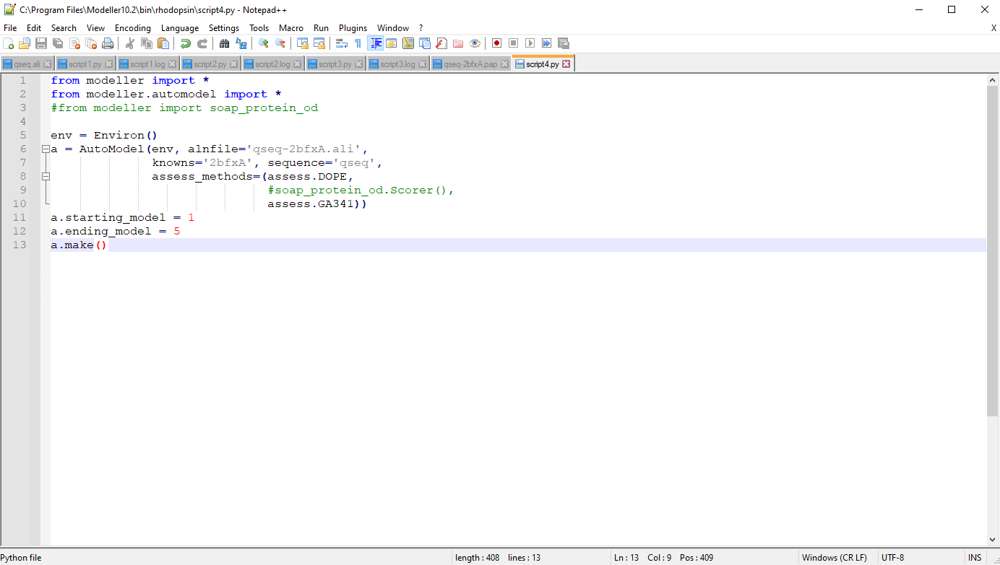 C:\Program Files\Modeller10.2\bin\rhodopsin\script4.py - Notepad++
File Edit Search View Encoding Language Settings Tools Macro Run Plugins Window ? X
qseq.ali script1.py script1.log script2.py script2.log script3.py script3.log qseq-2bfxA.pap script4.py
1 from modeller import *
2 from modeller.automodel import *
3 #from modeller import soap_protein_od
4
5 env = Environ()
6 a = AutoModel(env, alnfile='qseq-2bfxA.ali',
7 knowns='2bfxA', sequence='qseq',
8 assess_methods=(assess.DOPE,
9 #soap_protein_od.Scorer(),
10 assess.GA341))
11 a.starting_model = 1
12 a.ending_model = 5
13 a.make()
Python file length : 408 lines : 13 Ln : 13 Col : 9 Pos : 409 Windows (CR LF) UTF-8 INS